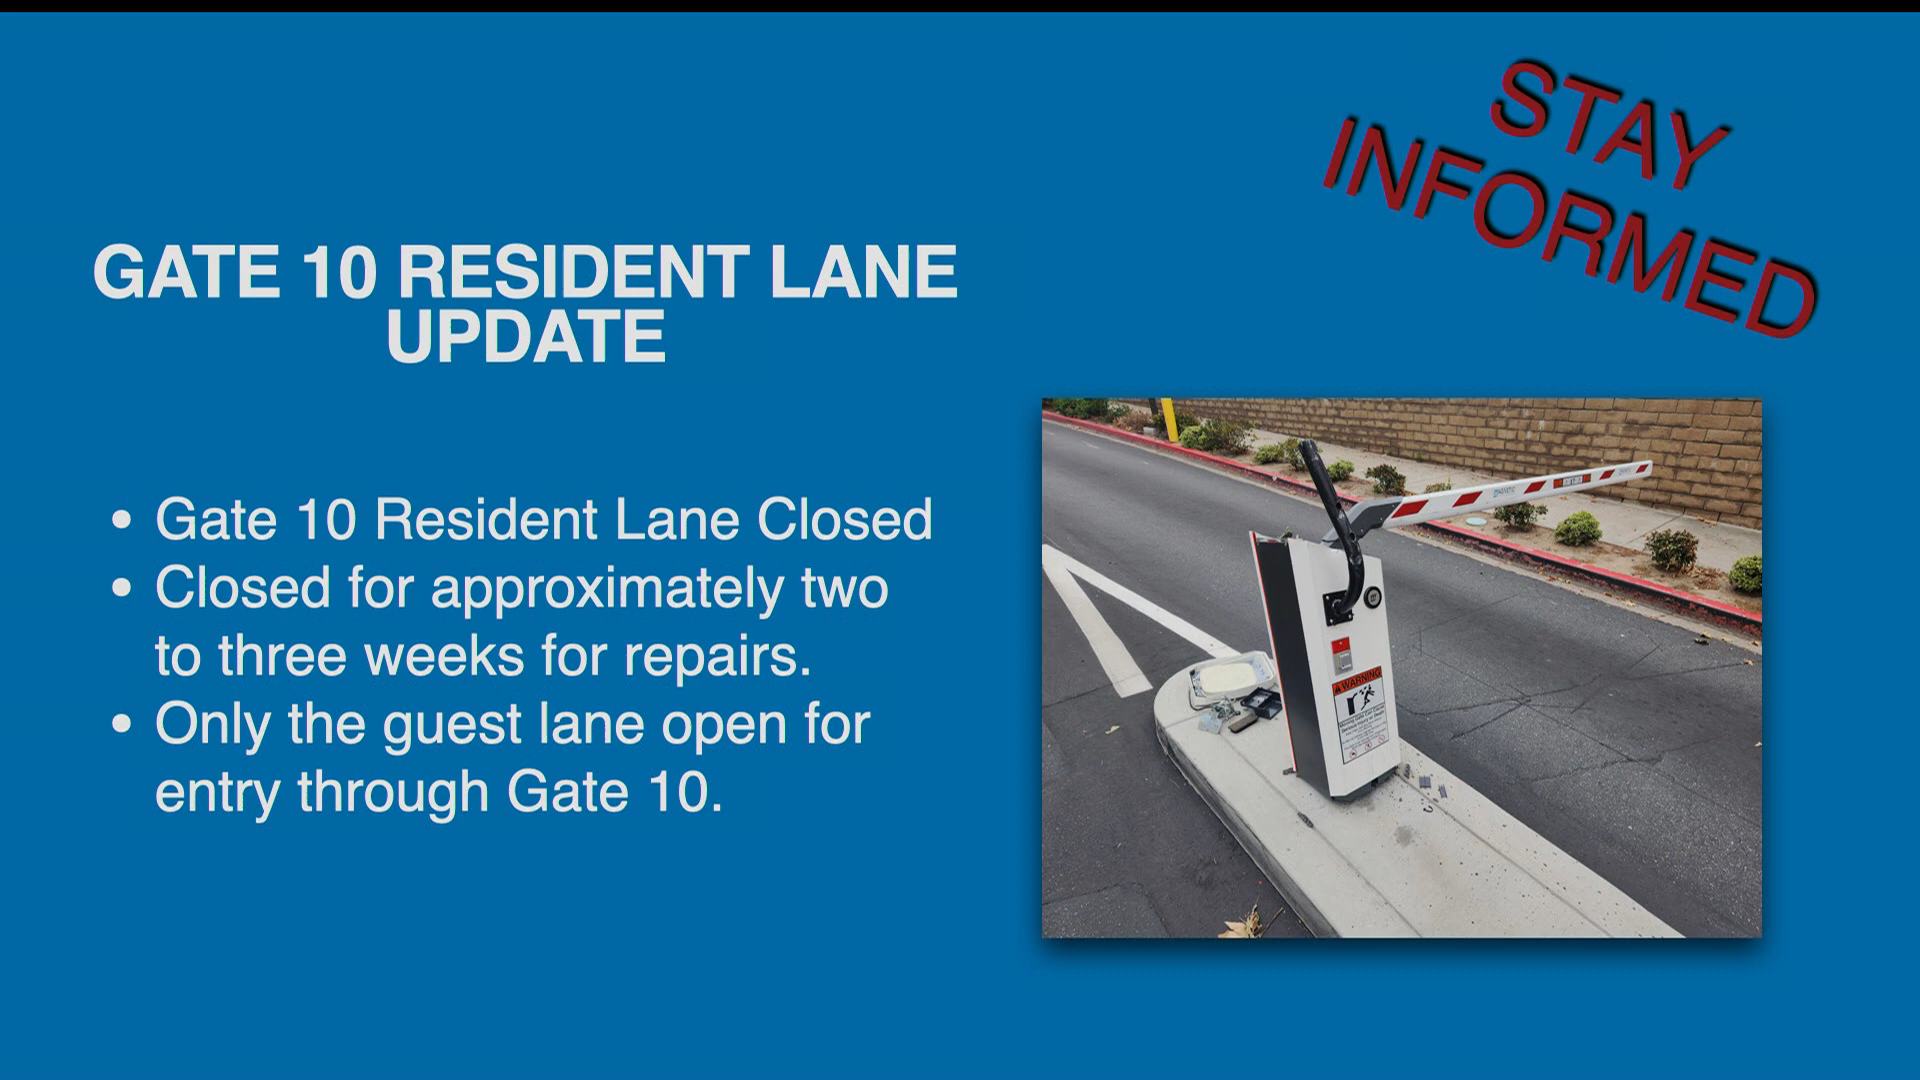 STAY
INFORMED
GATE 10 RESIDENT LANE
UPDATE
• Gate 10 Resident Lane Closed
• Closed for approximately two
to three weeks for repairs.
• Only the guest lane open for
entry through Gate 10.
WARNING